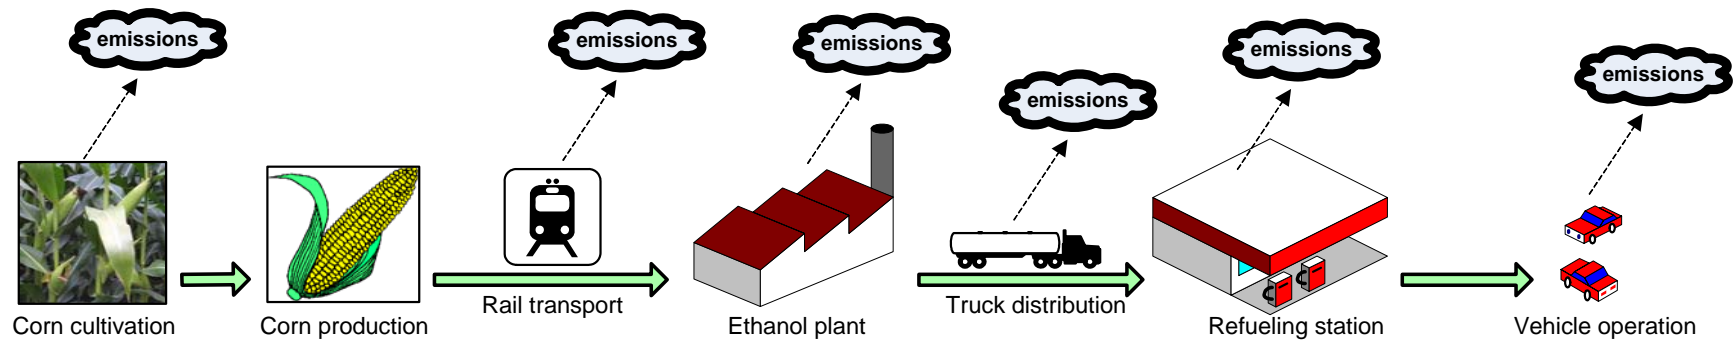 emissions
emissions
emissions
emissions
emissions
emissions
Corn cultivation
Corn production
Rail transport
Ethanol plant
Truck distribution
Refueling station
Vehicle operation